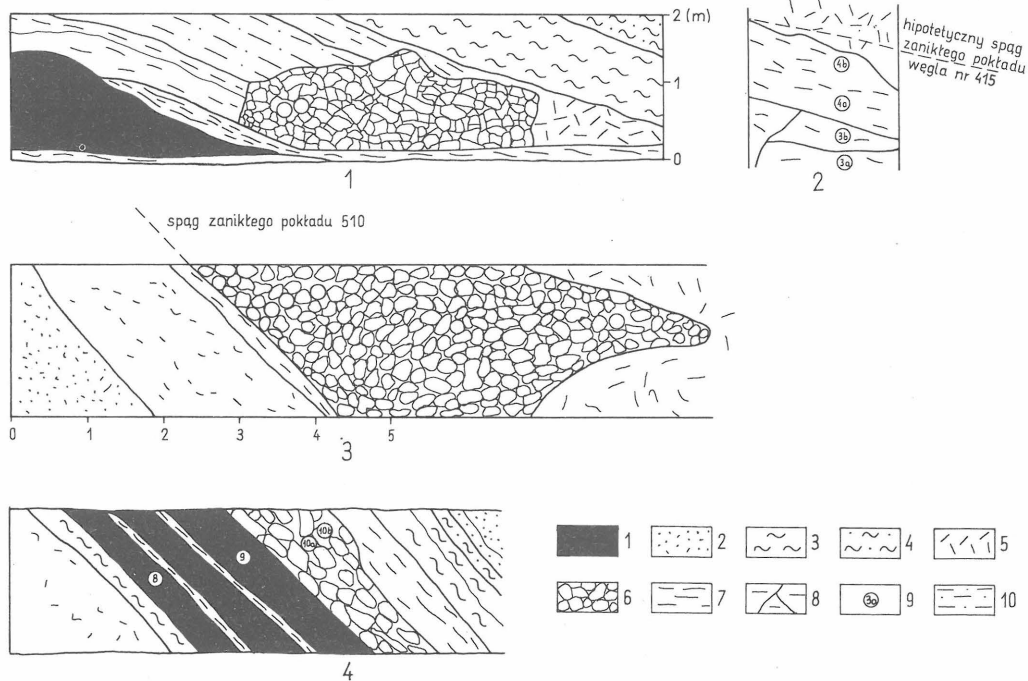 2 (m)
1
0
1
hipotetyczny spąg
zanikłego pokładu
węgla nr 415
4b
4a
3b
3a
2
spąg zanikłego pokładu 510
0 1 2 3 4 5
3
8
9
10a
10b
4
1 2 3 4 5
6 7 8 3a 9 10